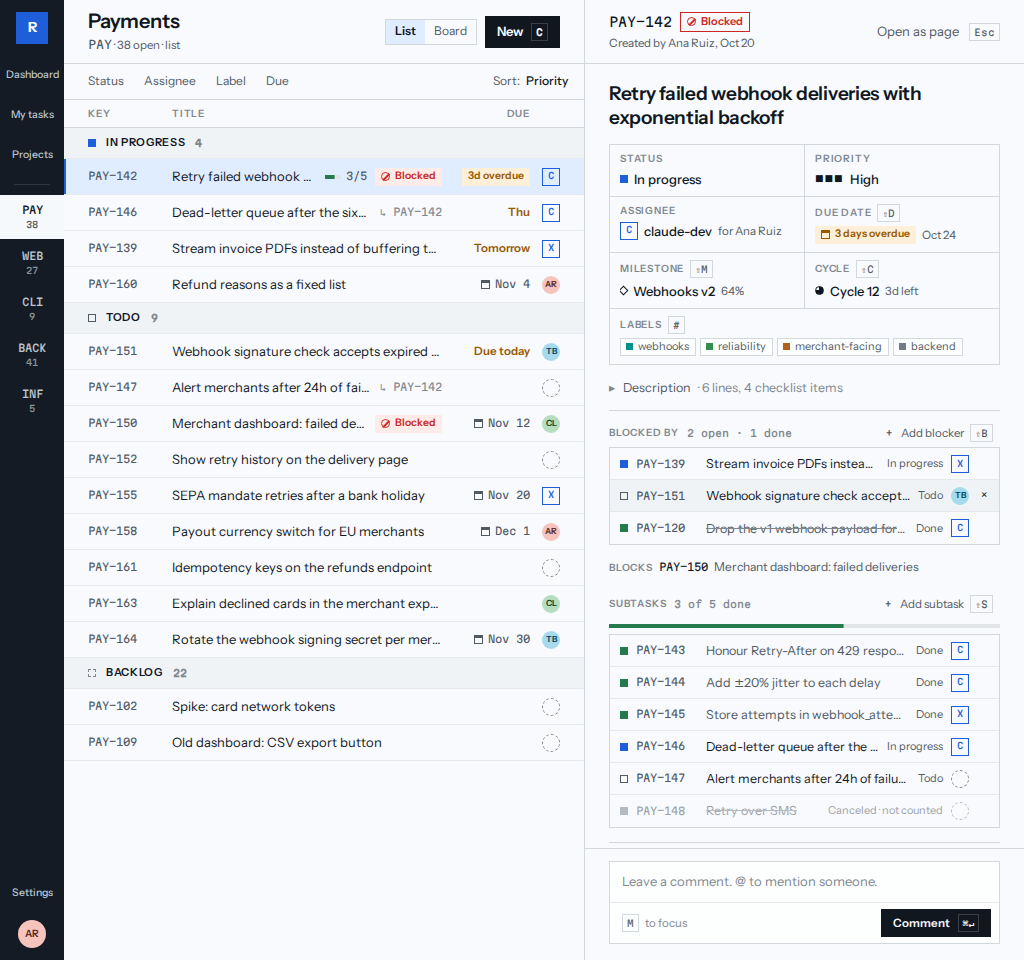 R
Dashboard
My tasks
Projects
PAY
38
WEB
27
CLI
9
BACK
41
INF
5
Settings
AR
Payments
PAY·38 open·list
List Board New C
Status Assignee Label Due Sort: Priority
KEY TITLE DUE
IN PROGRESS 4
PAY-142 Retry failed webhook … 3/5 Blocked 3d overdue C
PAY-146 Dead-letter queue after the six… ↳ PAY-142 Thu C
PAY-139 Stream invoice PDFs instead of buffering t… Tomorrow X
PAY-160 Refund reasons as a fixed list Nov 4 AR
TODO 9
PAY-151 Webhook signature check accepts expired … Due today TB
PAY-147 Alert merchants after 24h of fai… ↳ PAY-142
PAY-150 Merchant dashboard: failed de… Blocked Nov 12 CL
PAY-152 Show retry history on the delivery page
PAY-155 SEPA mandate retries after a bank holiday Nov 20 X
PAY-158 Payout currency switch for EU merchants Dec 1 AR
PAY-161 Idempotency keys on the refunds endpoint
PAY-163 Explain declined cards in the merchant exp… CL
PAY-164 Rotate the webhook signing secret per mer… Nov 30 TB
BACKLOG 22
PAY-102 Spike: card network tokens
PAY-109 Old dashboard: CSV export button
PAY-142 Blocked
Created by Ana Ruiz, Oct 20
Open as page Esc
Retry failed webhook deliveries with
exponential backoff
STATUS
In progress
PRIORITY
High
ASSIGNEE
C claude-dev for Ana Ruiz
DUE DATE ⇧D
3 days overdue Oct 24
MILESTONE ⇧M
Webhooks v2 64%
CYCLE ⇧C
Cycle 12 3d left
LABELS #
webhooks reliability merchant-facing backend
▸ Description · 6 lines, 4 checklist items
BLOCKED BY 2 open · 1 done + Add blocker ⇧B
PAY-139 Stream invoice PDFs instea… In progress X
PAY-151 Webhook signature check accept… Todo TB ×
PAY-120 Drop the v1 webhook payload for… Done C
BLOCKS PAY-150 Merchant dashboard: failed deliveries
SUBTASKS 3 of 5 done + Add subtask ⇧S
PAY-143 Honour Retry-After on 429 respo… Done C
PAY-144 Add ±20% jitter to each delay Done C
PAY-145 Store attempts in webhook_atte… Done X
PAY-146 Dead-letter queue after the … In progress C
PAY-147 Alert merchants after 24h of failu… Todo
PAY-148 Retry over SMS Canceled · not counted
Leave a comment. @ to mention someone.
M to focus Comment ⌘↵